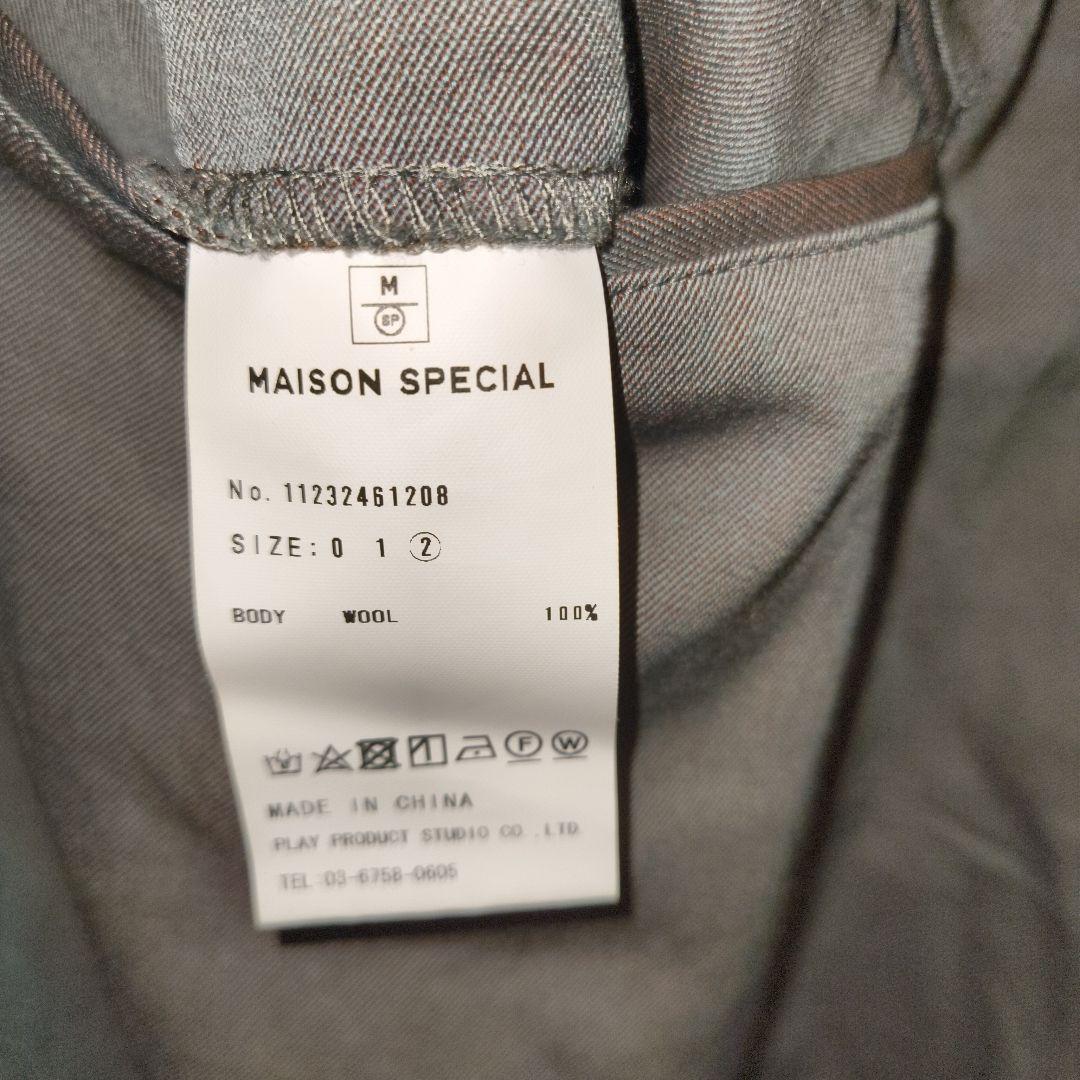 M
SP
MAISON SPECIAL
No. 11232461208
SIZE: 0 1 2
BODY WOOL 100%
F W
MADE IN CHINA
PLAY PRODUCT STUDIO CO.,LTD
TEL 03-6758-0605